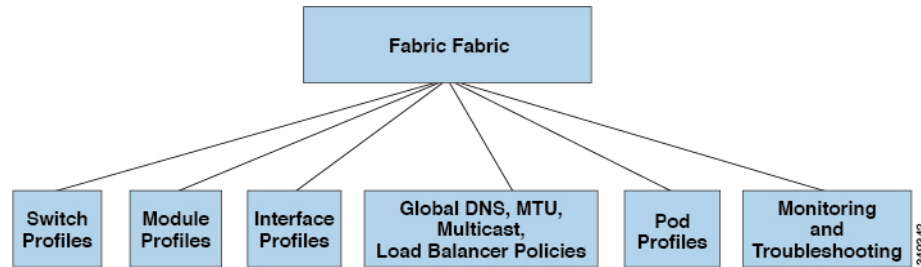 Fabric Fabric
Switch
Profiles
Module
Profiles
Interface
Profiles
Global DNS, MTU,
Multicast,
Load Balancer Policies
Pod
Profiles
Monitoring
and
Troubleshooting